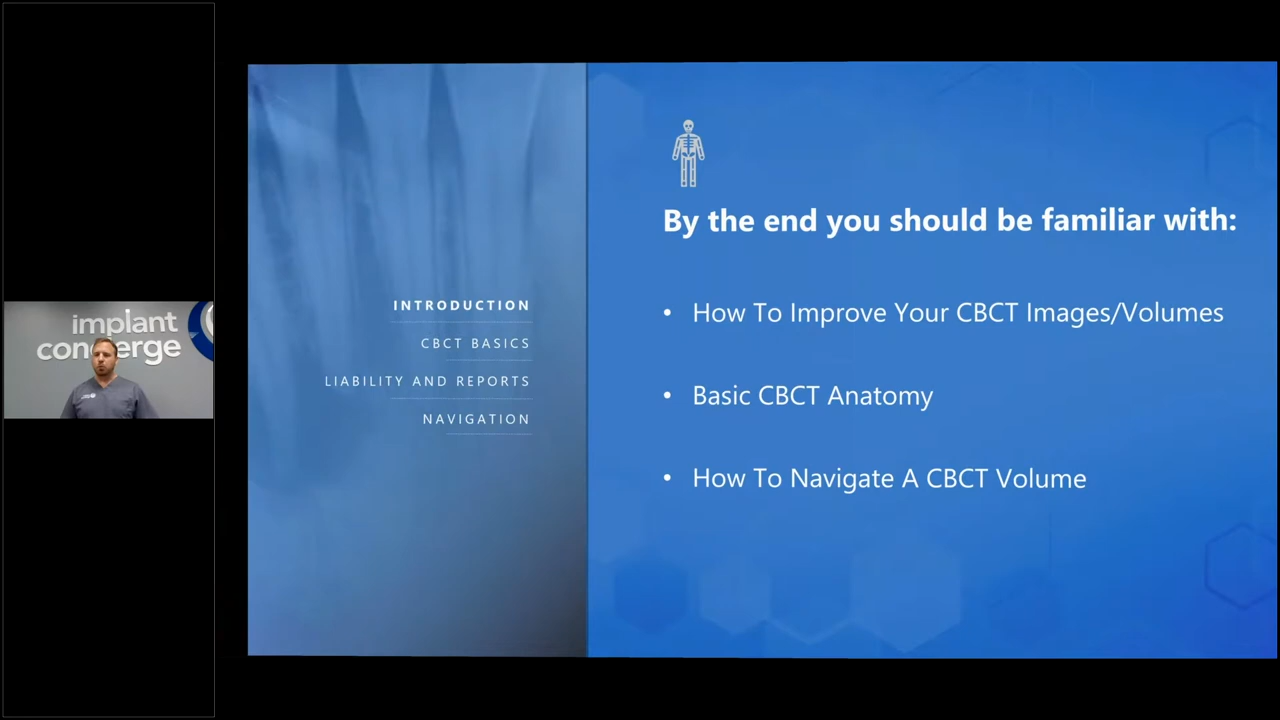 implant
concierge
INTRODUCTION
CBCT BASICS
LIABILITY AND REPORTS
NAVIGATION
By the end you should be familiar with:
• How To Improve Your CBCT Images/Volumes
• Basic CBCT Anatomy
• How To Navigate A CBCT Volume